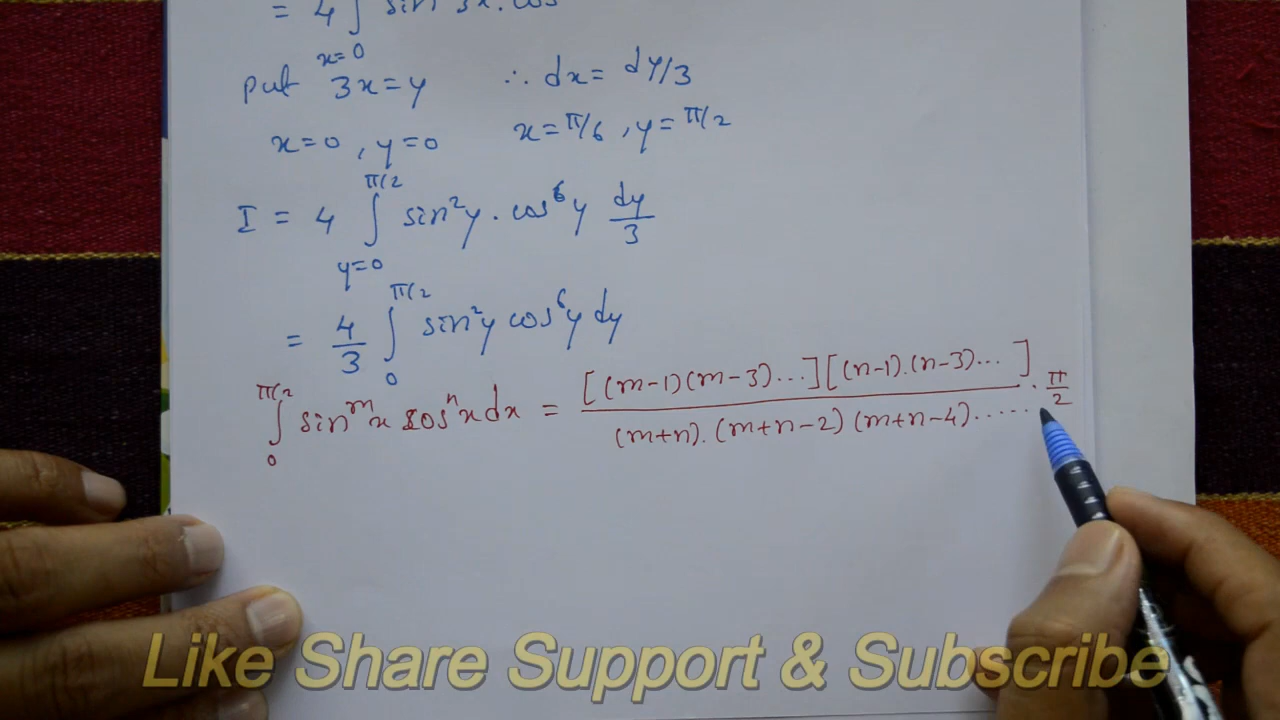 = 4 ∫ sin 3x. cos
x=0
put 3x=y ∴ dx= dy/3
x=0 , y=0 x=π/6 , y=π/2
I = 4 ∫_{y=0}^{π/2} sin²y . cos⁶y dy/3
= 4/3 ∫_{0}^{π/2} sin²y cos⁶y dy
∫_{0}^{π/2} sin^m x cos^n x dx = [(m-1)(m-3)...][(n-1).(n-3)...] / (m+n).(m+n-2)(m+n-4)...... . π/2
Like Share Support & Subscribe